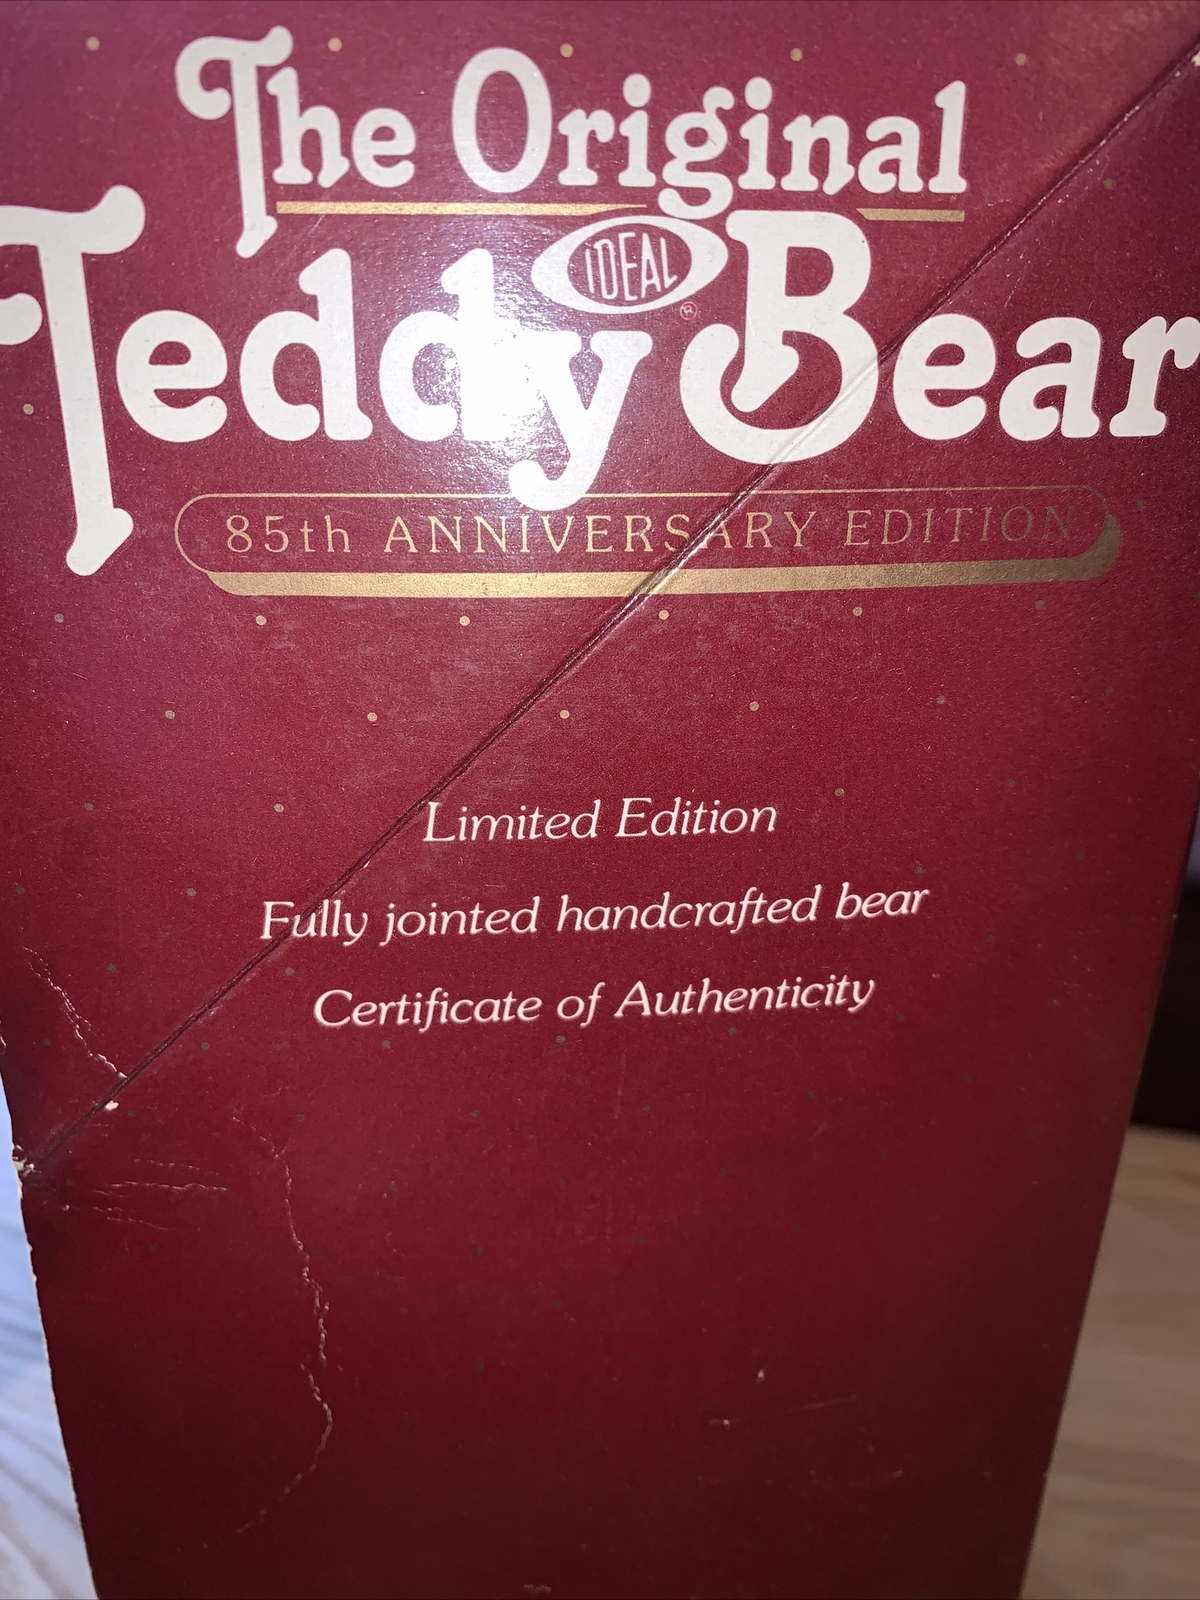 The Original
IDEAL ®
Teddy Bear
85th ANNIVERSARY EDITION
Limited Edition
Fully jointed handcrafted bear
Certificate of Authenticity